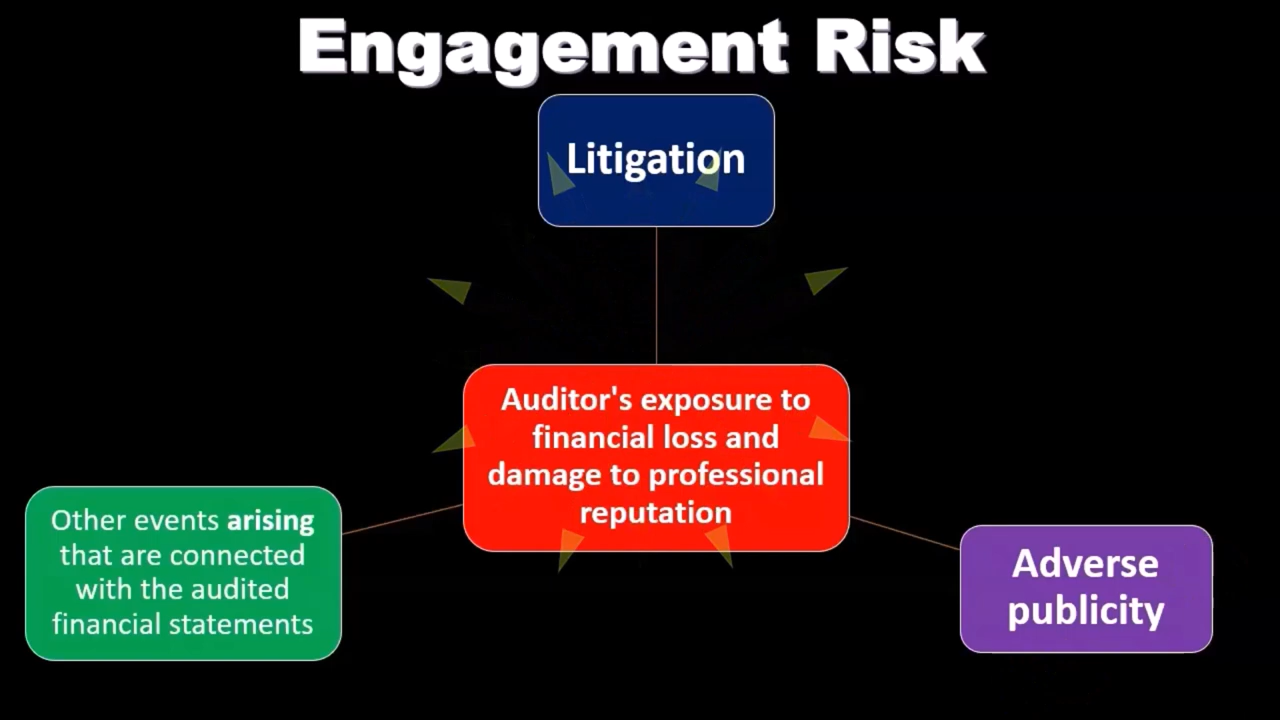 Engagement Risk
Litigation
Auditor's exposure to
financial loss and
damage to professional
reputation
Other events arising
that are connected
with the audited
financial statements
Adverse
publicity